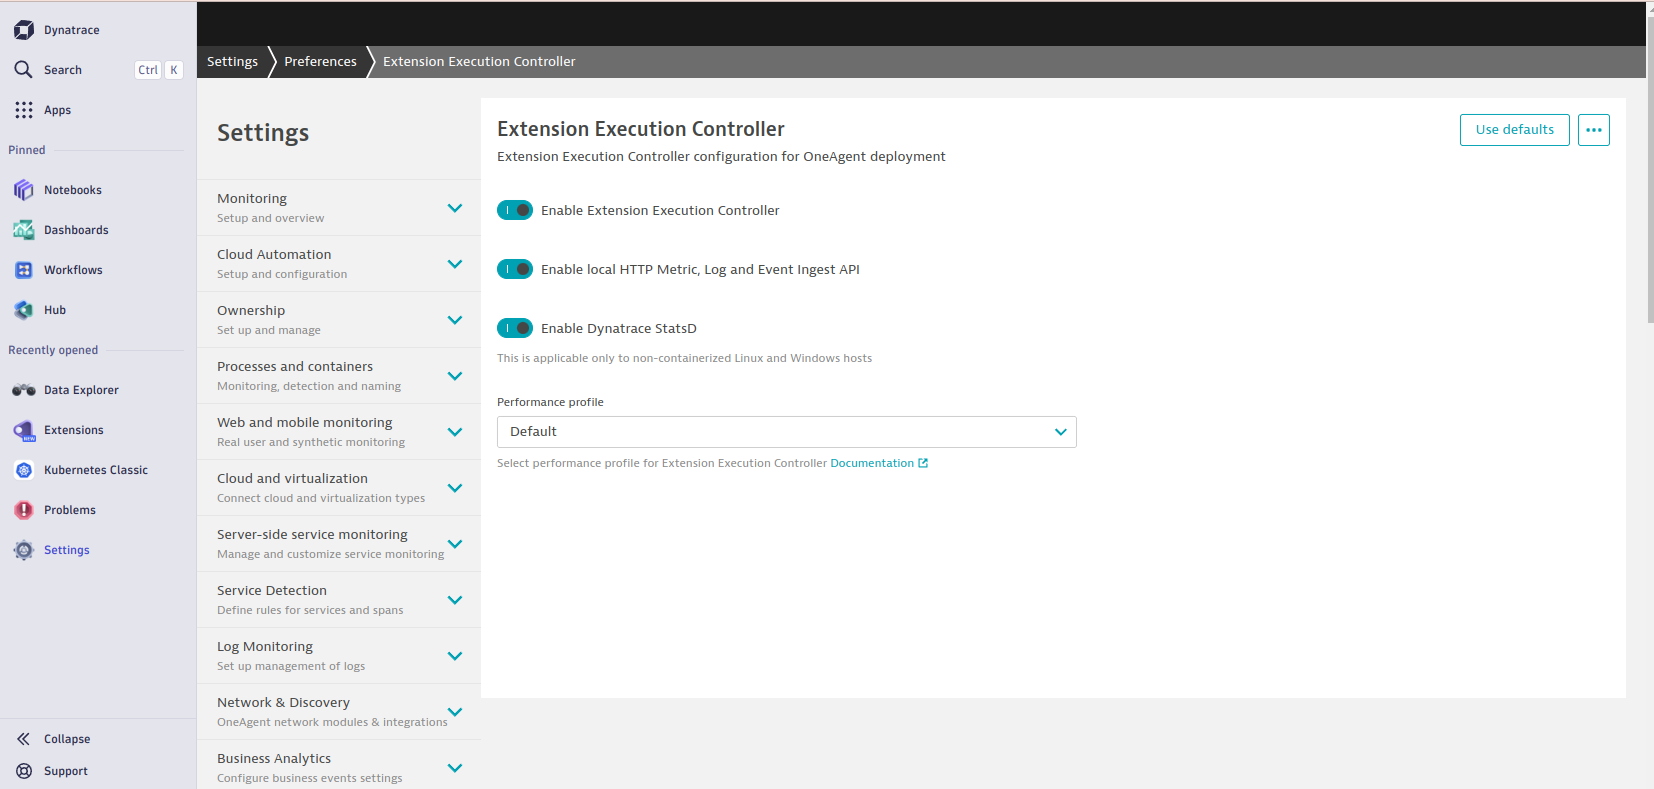 Dynatrace
Search Ctrl K
Apps
Pinned
Notebooks
Dashboards
Workflows
Hub
Recently opened
Data Explorer
NEW
Extensions
Kubernetes Classic
Problems
Settings
Collapse
Support
Settings Preferences Extension Execution Controller
Settings
Monitoring
Setup and overview
Cloud Automation
Setup and configuration
Ownership
Set up and manage
Processes and containers
Monitoring, detection and naming
Web and mobile monitoring
Real user and synthetic monitoring
Cloud and virtualization
Connect cloud and virtualization types
Server-side service monitoring
Manage and customize service monitoring
Service Detection
Define rules for services and spans
Log Monitoring
Set up management of logs
Network & Discovery
OneAgent network modules & integrations
Business Analytics
Configure business events settings
Extension Execution Controller
Use defaults
Extension Execution Controller configuration for OneAgent deployment
Enable Extension Execution Controller
Enable local HTTP Metric, Log and Event Ingest API
Enable Dynatrace StatsD
This is applicable only to non-containerized Linux and Windows hosts
Performance profile
Default
Select performance profile for Extension Execution Controller Documentation